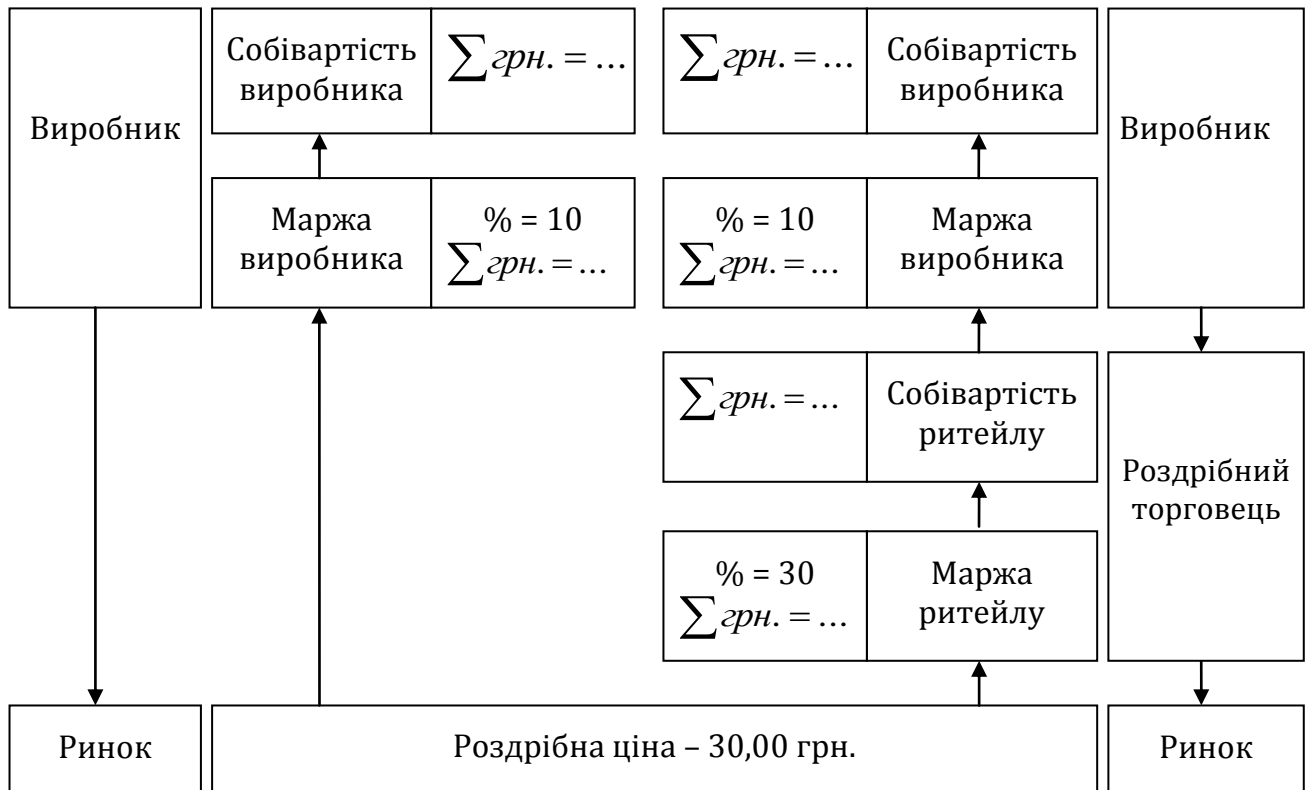 Виробник
Собівартість
виробника
∑грн. = ...
∑грн. = ...
Собівартість
виробника
Виробник
Маржа
виробника
% = 10
∑грн. = ...
% = 10
∑грн. = ...
Маржа
виробника
∑грн. = ...
Собівартість
ритейлу
Роздрібний
торговець
% = 30
∑грн. = ...
Маржа
ритейлу
Ринок
Роздрібна ціна – 30,00 грн.
Ринок